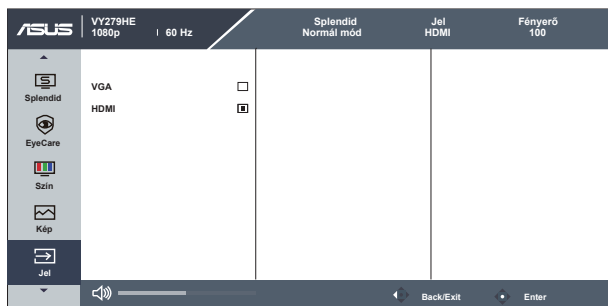 ASUS
VY279HE
1080p 60 Hz
Splendid
Normál mód
Jel
HDMI
Fényerő
100
Splendid
EyeCare
Szín
Kép
Jel
VGA
HDMI
Back/Exit
Enter